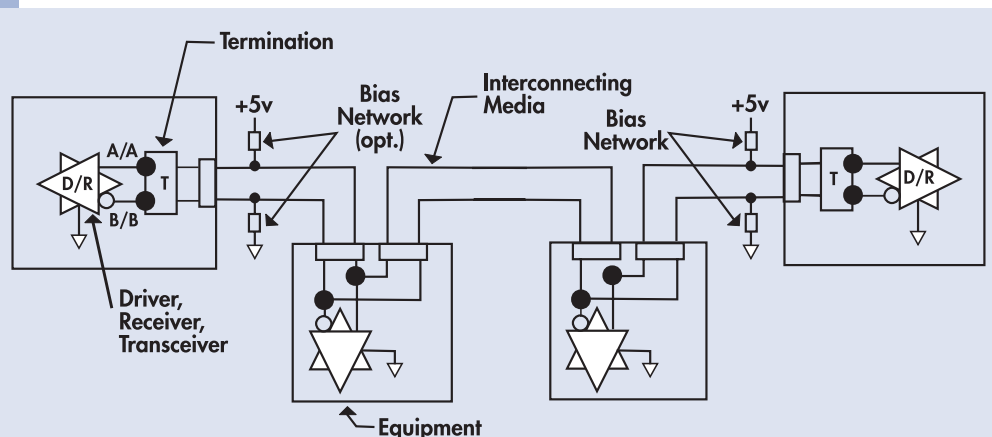 Termination
+5v
Bias
Network
(opt.)
Interconnecting
Media
Bias
Network
+5v
A/A
D/R
T
B/B
T
D/R
Driver,
Receiver,
Transceiver
Equipment